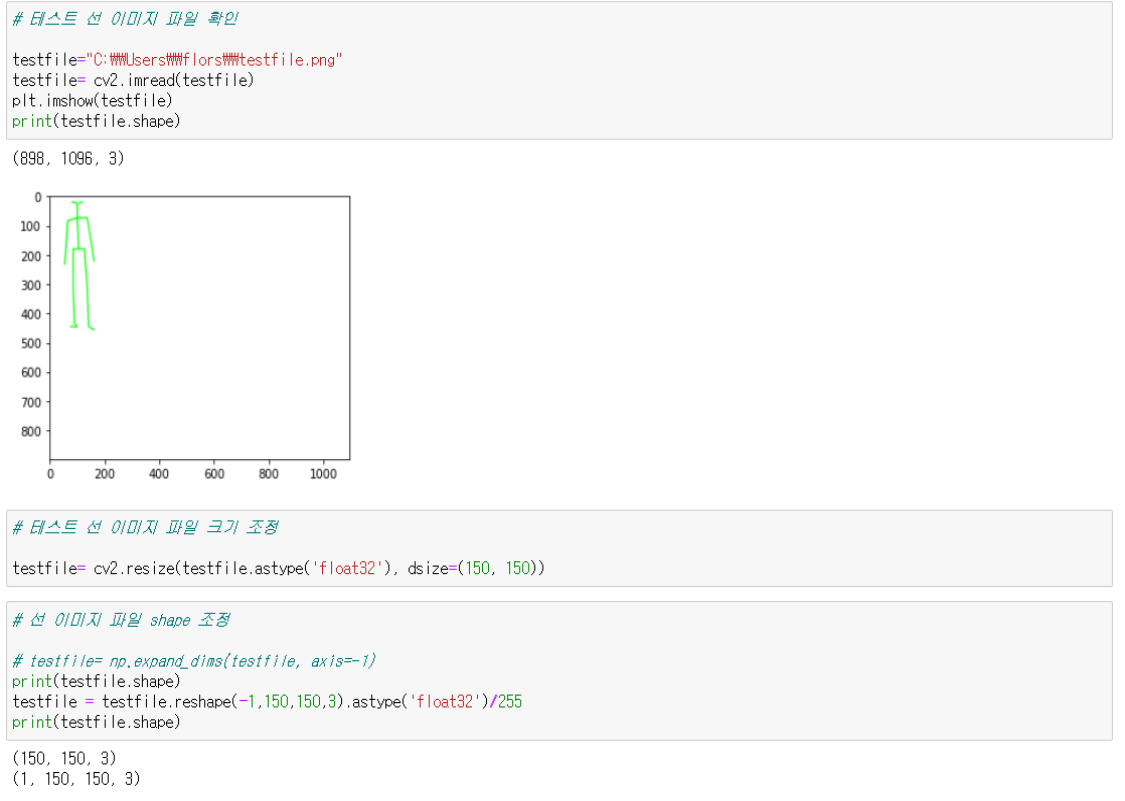 # 테스트 선 이미지 파일 확인
testfile="C:₩₩Users₩₩flors₩₩testfile.png"
testfile= cv2.imread(testfile)
plt.imshow(testfile)
print(testfile.shape)
(898, 1096, 3)
0
100
200
300
400
500
600
700
800
0 200 400 600 800 1000
# 테스트 선 이미지 파일 크기 조정
testfile= cv2.resize(testfile.astype('float32'), dsize=(150, 150))
# 선 이미지 파일 shape 조정
# testfile= np.expand_dims(testfile, axis=-1)
print(testfile.shape)
testfile = testfile.reshape(-1,150,150,3).astype('float32')/255
print(testfile.shape)
(150, 150, 3)
(1, 150, 150, 3)